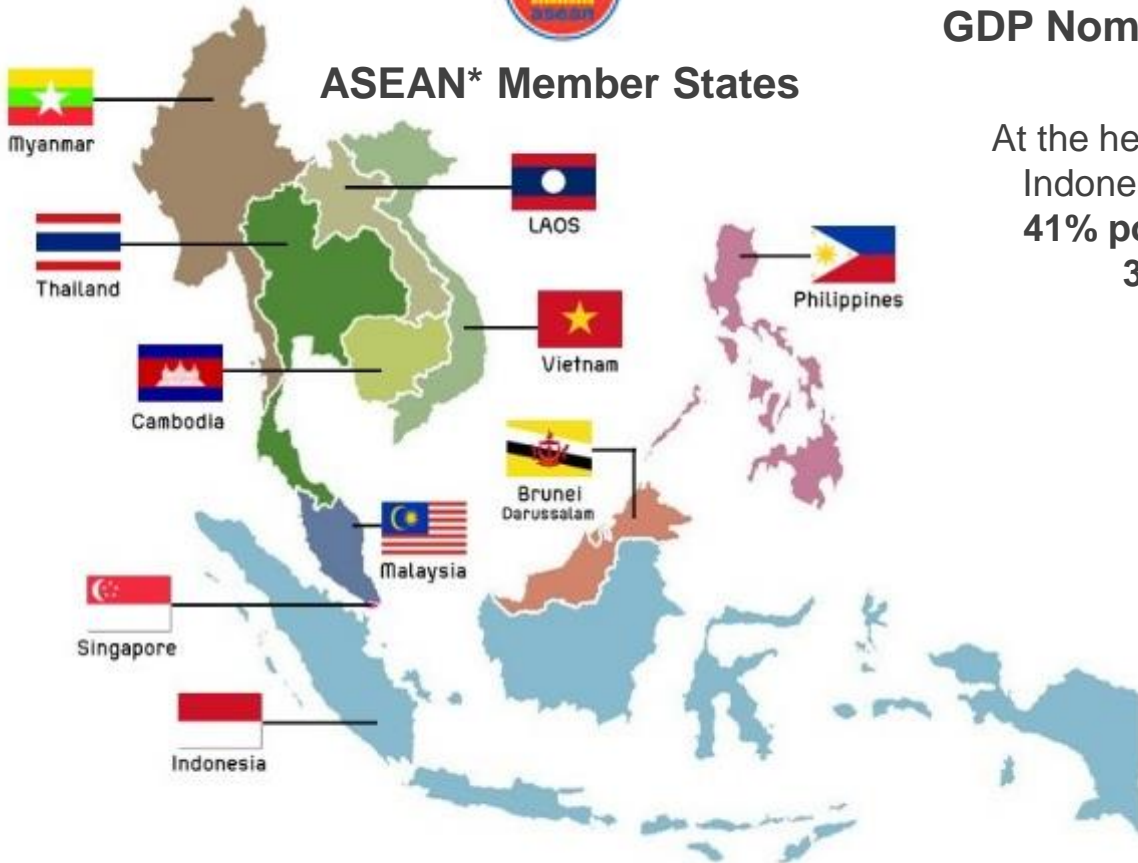 asean
GDP Nom
ASEAN* Member States
At the he
Indone
41% po
3
Myanmar
LAOS
Thailand
Philippines
Vietnam
Cambodia
Brunei
Darussalam
Malaysia
Singapore
Indonesia